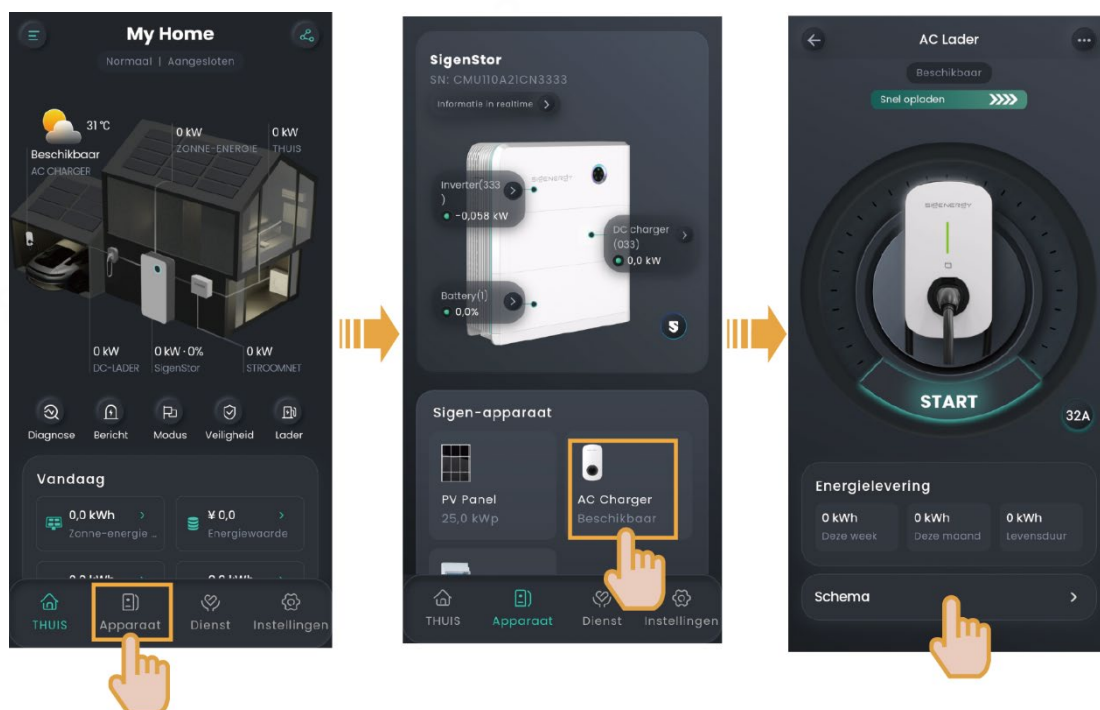 My Home
Normaal | Aangesloten
31 °C
Beschikbaar
AC CHARGER
0 kW
ZONNE-ENERGIE
0 kW
THUIS
0 kW
DC-LADER
0 kW · 0%
SigenStor
0 kW
STROOMNET
Diagnose
Bericht
Modus
Veiligheid
Lader
Vandaag
0,0 kWh
Zonne-energie ...
¥ 0,0
Energiewaarde
THUIS
Apparaat
Dienst
Instellingen
SigenStor
SN: CMU110A21CN3333
Informatie in realtime
SIGENERGY
Inverter(333
)
-0,058 kW
DC charger
(033)
0,0 kW
Battery(1)
0,0%
Sigen-apparaat
PV Panel
25,0 kWp
AC Charger
Beschikbaar
THUIS
Apparaat
Dienst
Instellingen
AC Lader
Beschikbaar
Snel opladen
SIGENERGY
START
32A
Energielevering
0 kWh
Deze week
0 kWh
Deze maand
0 kWh
Levensduur
Schema